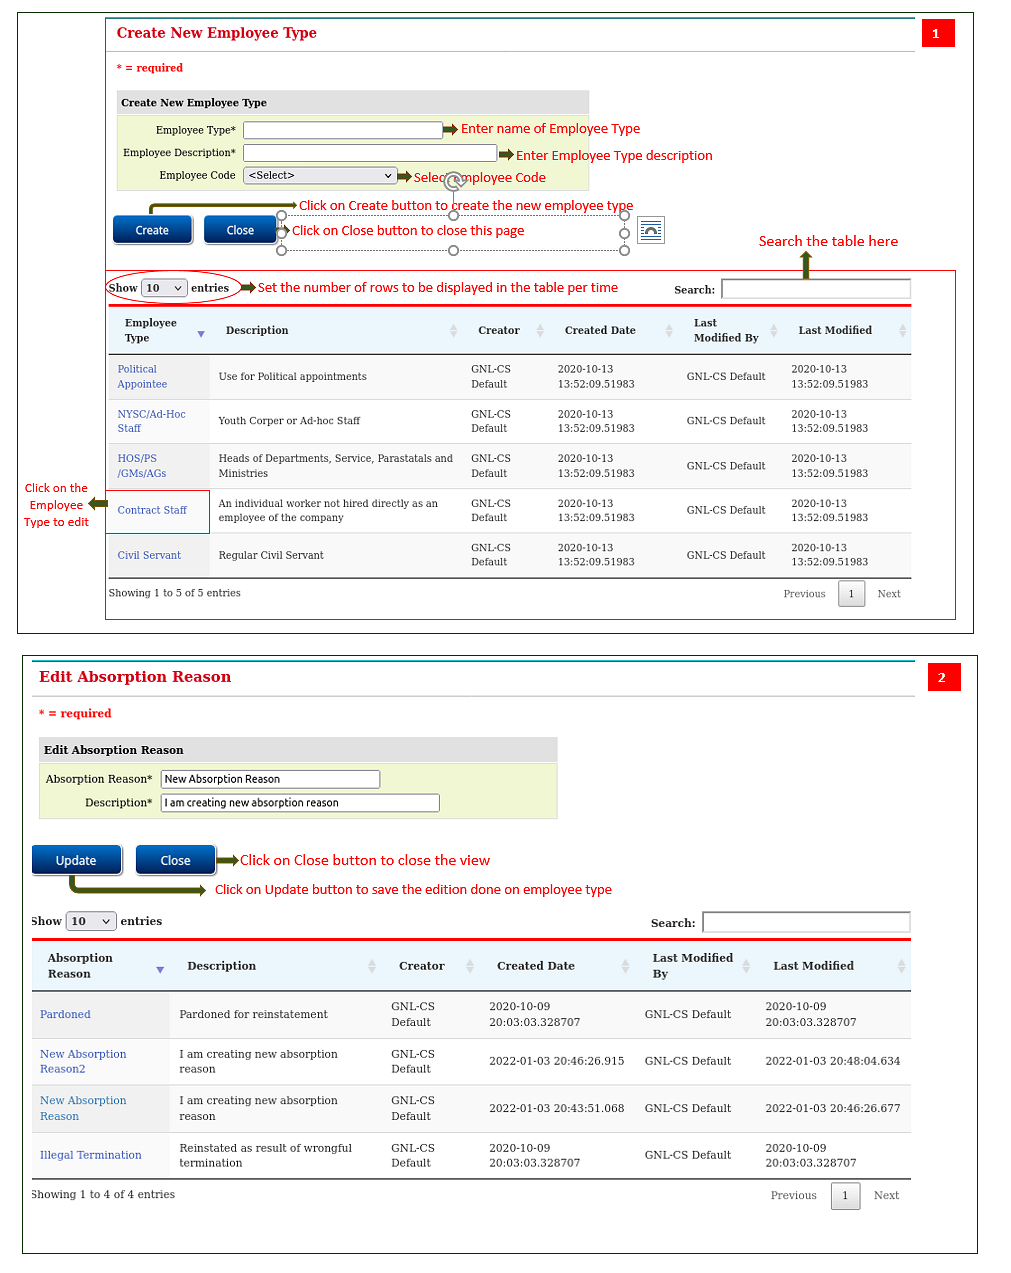 Create New Employee Type
1
* = required
Create New Employee Type
Employee Type*
Enter name of Employee Type
Employee Description*
Enter Employee Type description
Employee Code
<Select>
Select Employee Code
Click on Create button to create the new employee type
Create
Close
Click on Close button to close this page
Search the table here
Show 10 entries
Set the number of rows to be displayed in the table per time
Search:
Employee Type
Description
Creator
Created Date
Last Modified By
Last Modified
Political Appointee
Use for Political appointments
GNL-CS Default
2020-10-13 13:52:09.51983
GNL-CS Default
2020-10-13 13:52:09.51983
NYSC/Ad-Hoc Staff
Youth Corper or Ad-hoc Staff
GNL-CS Default
2020-10-13 13:52:09.51983
GNL-CS Default
2020-10-13 13:52:09.51983
HOS/PS /GMs/AGs
Heads of Departments, Service, Parastatals and Ministries
GNL-CS Default
2020-10-13 13:52:09.51983
GNL-CS Default
2020-10-13 13:52:09.51983
Click on the Employee Type to edit
Contract Staff
An individual worker not hired directly as an employee of the company
GNL-CS Default
2020-10-13 13:52:09.51983
GNL-CS Default
2020-10-13 13:52:09.51983
Civil Servant
Regular Civil Servant
GNL-CS Default
2020-10-13 13:52:09.51983
GNL-CS Default
2020-10-13 13:52:09.51983
Showing 1 to 5 of 5 entries
Previous 1 Next
Edit Absorption Reason
2
* = required
Edit Absorption Reason
Absorption Reason*
New Absorption Reason
Description*
I am creating new absorption reason
Update
Close
Click on Close button to close the view
Click on Update button to save the edition done on employee type
Show 10 entries
Search:
Absorption Reason
Description
Creator
Created Date
Last Modified By
Last Modified
Pardoned
Pardoned for reinstatement
GNL-CS Default
2020-10-09 20:03:03.328707
GNL-CS Default
2020-10-09 20:03:03.328707
New Absorption Reason2
I am creating new absorption reason
GNL-CS Default
2022-01-03 20:46:26.915
GNL-CS Default
2022-01-03 20:48:04.634
New Absorption Reason
I am creating new absorption reason
GNL-CS Default
2022-01-03 20:43:51.068
GNL-CS Default
2022-01-03 20:46:26.677
Illegal Termination
Reinstated as result of wrongful termination
GNL-CS Default
2020-10-09 20:03:03.328707
GNL-CS Default
2020-10-09 20:03:03.328707
Showing 1 to 4 of 4 entries
Previous 1 Next